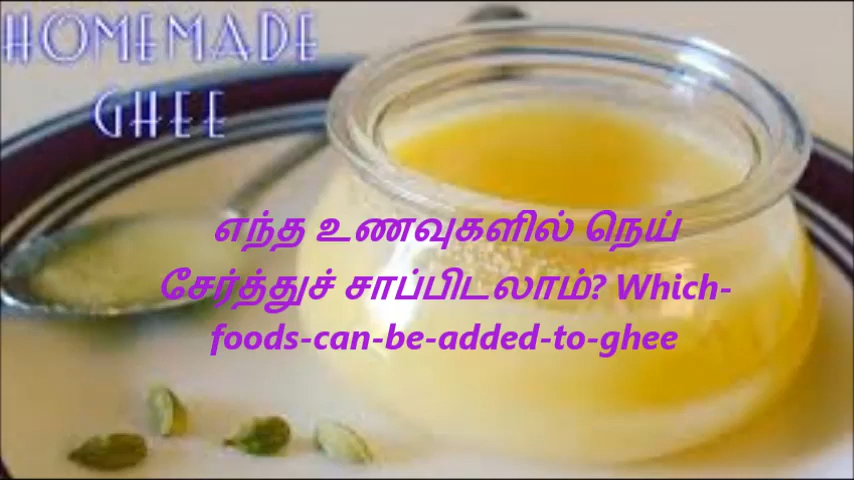 HOMEMADE
GHEE
எந்த உணவுகளில் நெய்
சேர்த்துச் சாப்பிடலாம்? Which-
foods-can-be-added-to-ghee